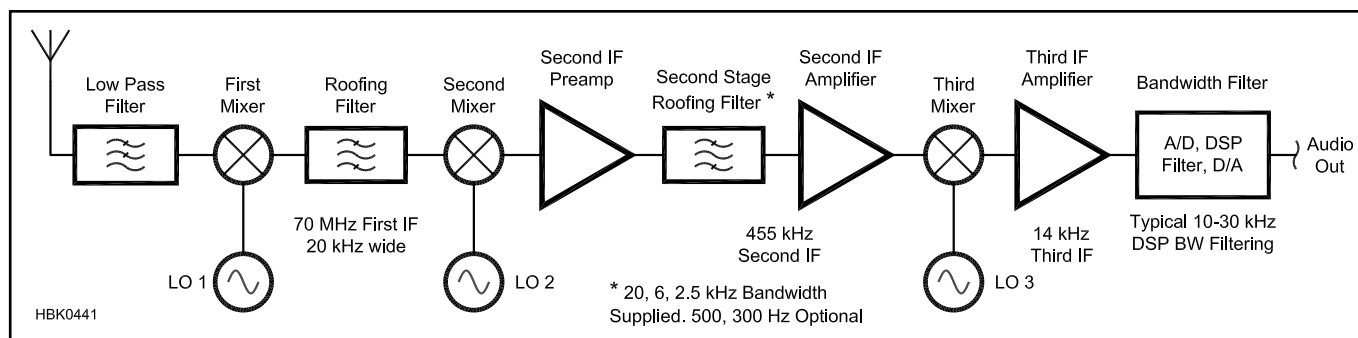 Low Pass
Filter
First
Mixer
Roofing
Filter
Second
Mixer
Second IF
Preamp
Second Stage
Roofing Filter *
Second IF
Amplifier
Third
Mixer
Third IF
Amplifier
Bandwidth Filter
A/D, DSP
Filter, D/A
Audio
Out
70 MHz First IF
20 kHz wide
455 kHz
Second IF
14 kHz
Third IF
Typical 10-30 kHz
DSP BW Filtering
LO 1
LO 2
LO 3
* 20, 6, 2.5 kHz Bandwidth
Supplied. 500, 300 Hz Optional
HBK0441